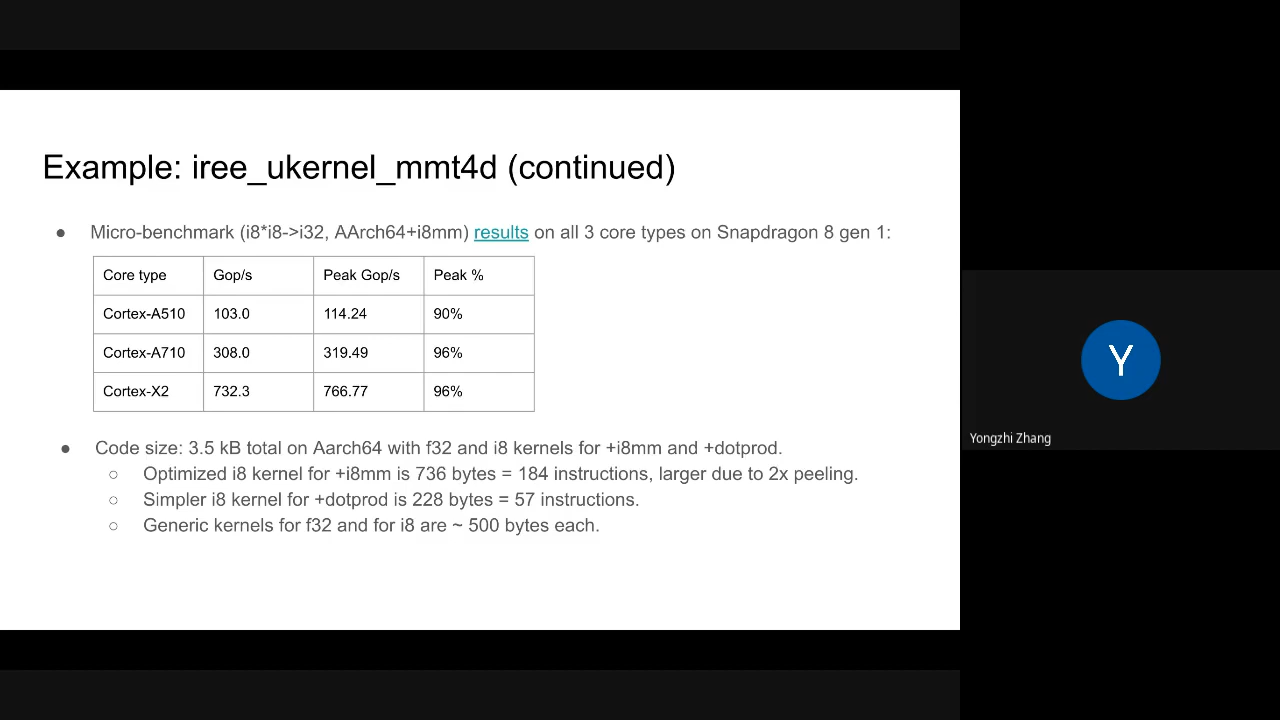 Example: iree_ukernel_mmt4d (continued)
● Micro-benchmark (i8*i8->i32, AArch64+i8mm) results on all 3 core types on Snapdragon 8 gen 1:
Core type Gop/s Peak Gop/s Peak %
Cortex-A510 103.0 114.24 90%
Cortex-A710 308.0 319.49 96%
Cortex-X2 732.3 766.77 96%
● Code size: 3.5 kB total on Aarch64 with f32 and i8 kernels for +i8mm and +dotprod.
○ Optimized i8 kernel for +i8mm is 736 bytes = 184 instructions, larger due to 2x peeling.
○ Simpler i8 kernel for +dotprod is 228 bytes = 57 instructions.
○ Generic kernels for f32 and for i8 are ~ 500 bytes each.
Y
Yongzhi Zhang